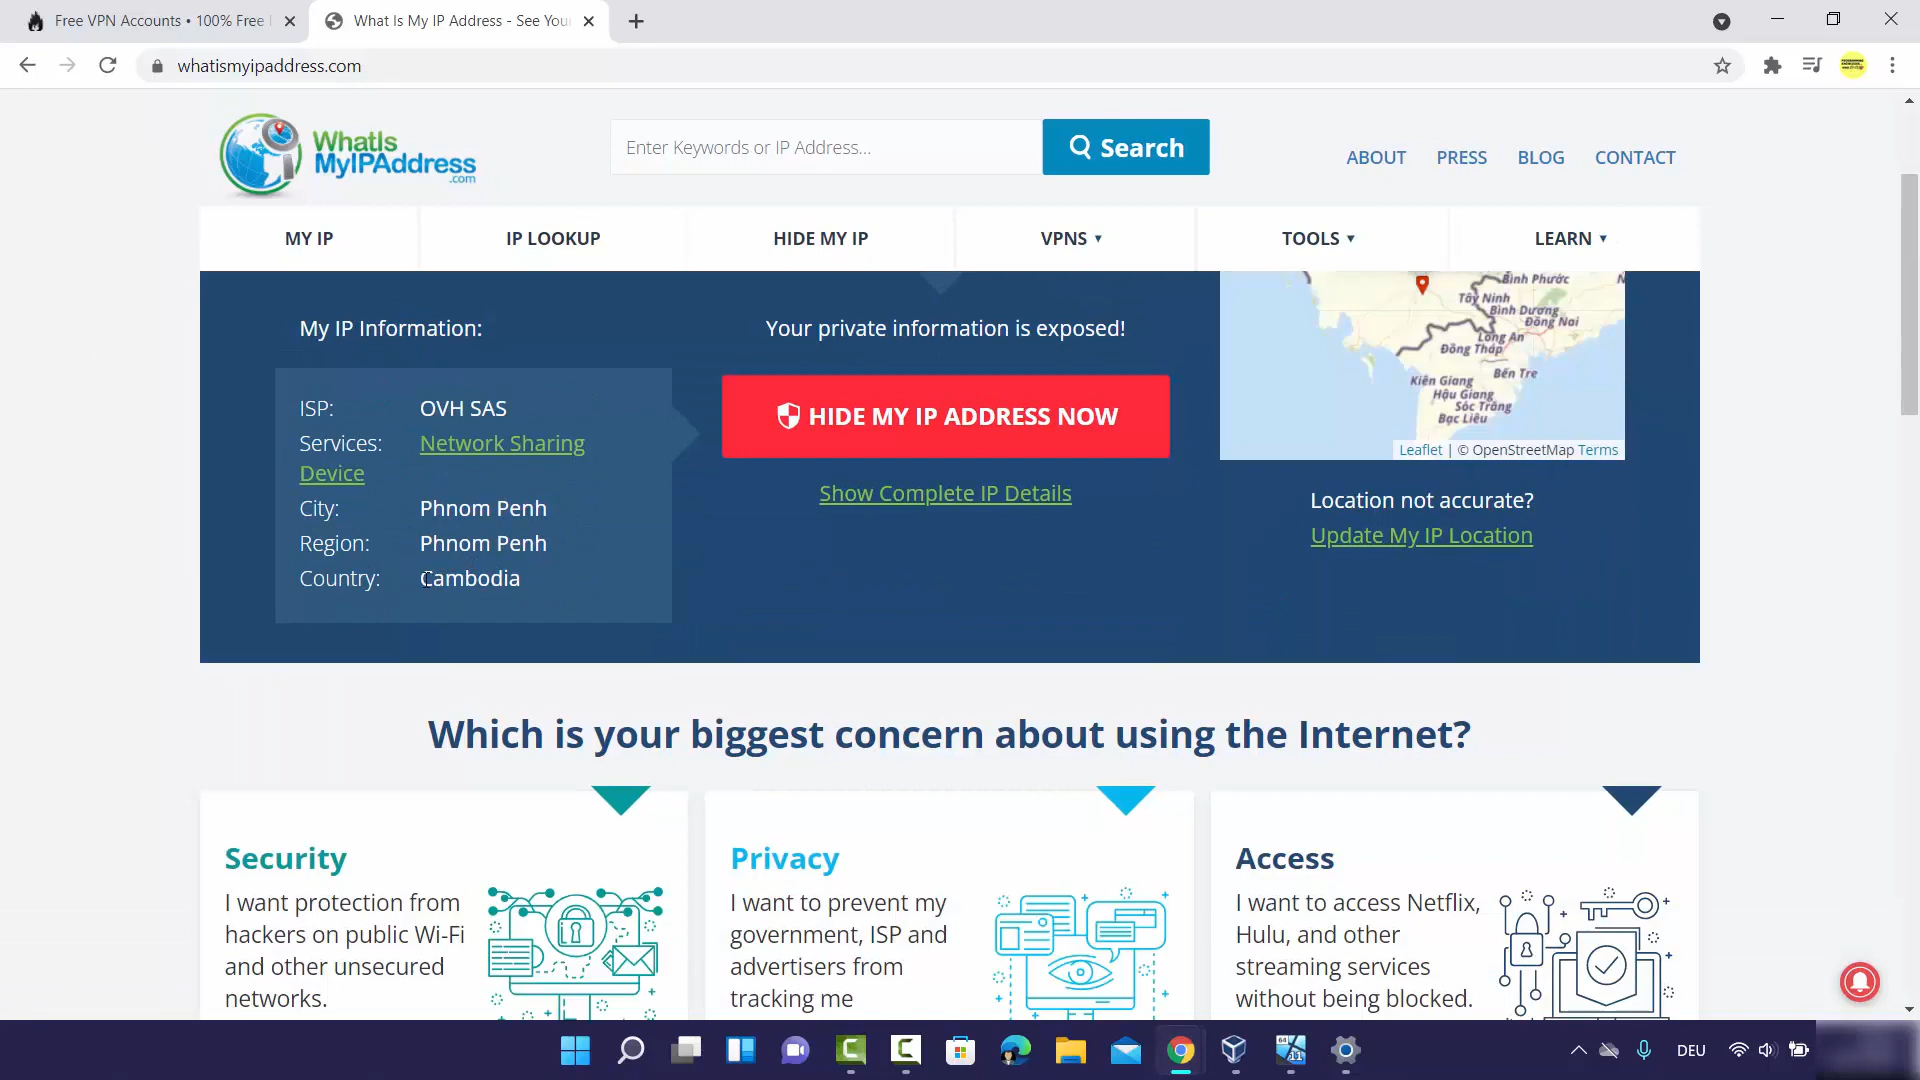 Free VPN Accounts • 100% Free
What Is My IP Address - See You
whatismyipaddress.com
WhatIs
MyIPAddress
.com
Enter Keywords or IP Address...
Search
ABOUT
PRESS
BLOG
CONTACT
MY IP
IP LOOKUP
HIDE MY IP
VPNS
TOOLS
LEARN
My IP Information:
ISP: OVH SAS
Services: Network Sharing
Device
City: Phnom Penh
Region: Phnom Penh
Country: Cambodia
Your private information is exposed!
HIDE MY IP ADDRESS NOW
Show Complete IP Details
Bình Phước
Tây Ninh
Bình Dương
Đồng Nai
Long An
Đồng Tháp
Bến Tre
Kiên Giang
Hậu Giang
Sóc Trăng
Bạc Liêu
Leaflet | © OpenStreetMap Terms
Location not accurate?
Update My IP Location
Which is your biggest concern about using the Internet?
Security
I want protection from
hackers on public Wi-Fi
and other unsecured
networks.
Privacy
I want to prevent my
government, ISP and
advertisers from
tracking me
Access
I want to access Netflix,
Hulu, and other
streaming services
without being blocked.
64
11
DEU